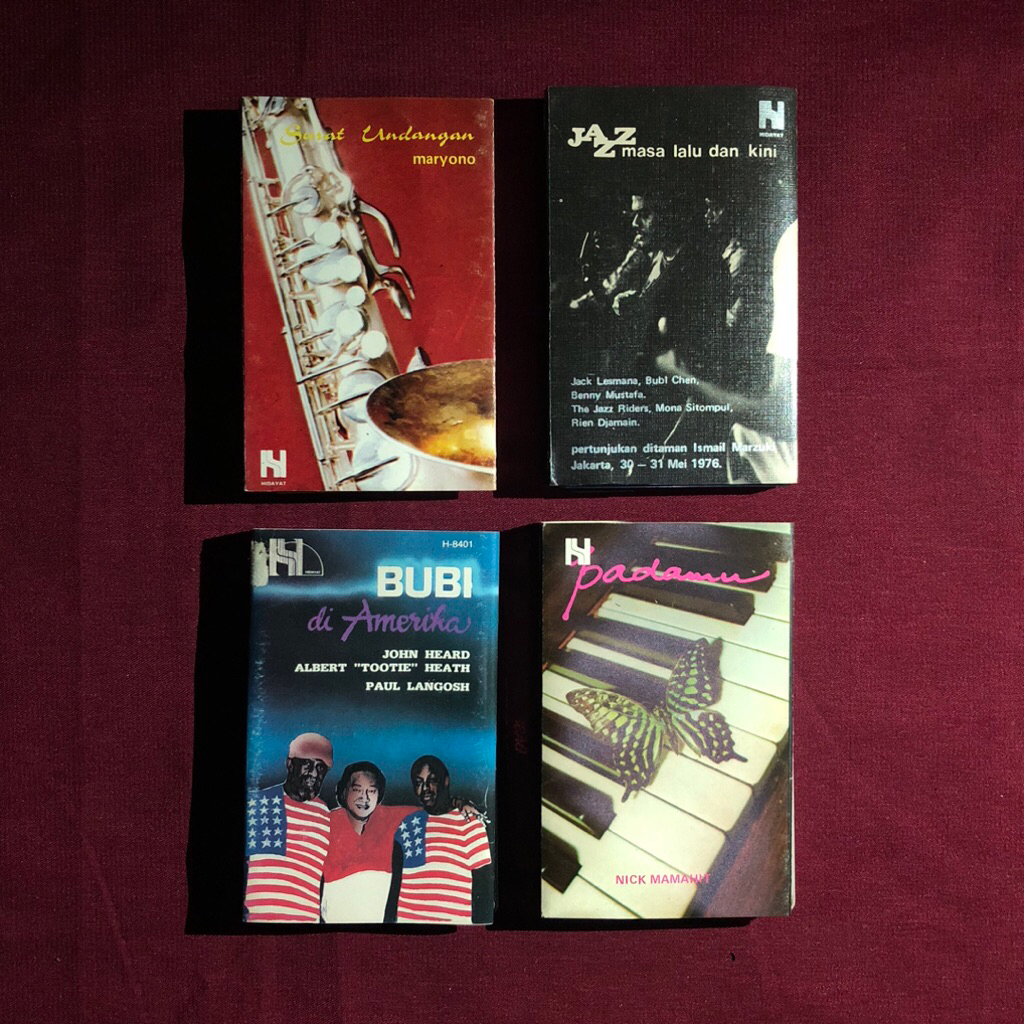 Surat Undangan
maryono
HIDAYAT
HIDAYAT
JAZZ
masa lalu dan kini
Jack Lesmana, Bubi Chen,
Benny Mustafa.
The Jazz Riders, Mona Sitompul,
Rien Djamain.
pertunjukan ditaman Ismail Marzuki
Jakarta, 30 – 31 Mei 1976.
H-8401
BUBI
di Amerika
JOHN HEARD
ALBERT "TOOTIE" HEATH
PAUL LANGOSH
padamu
NICK MAMAHIT